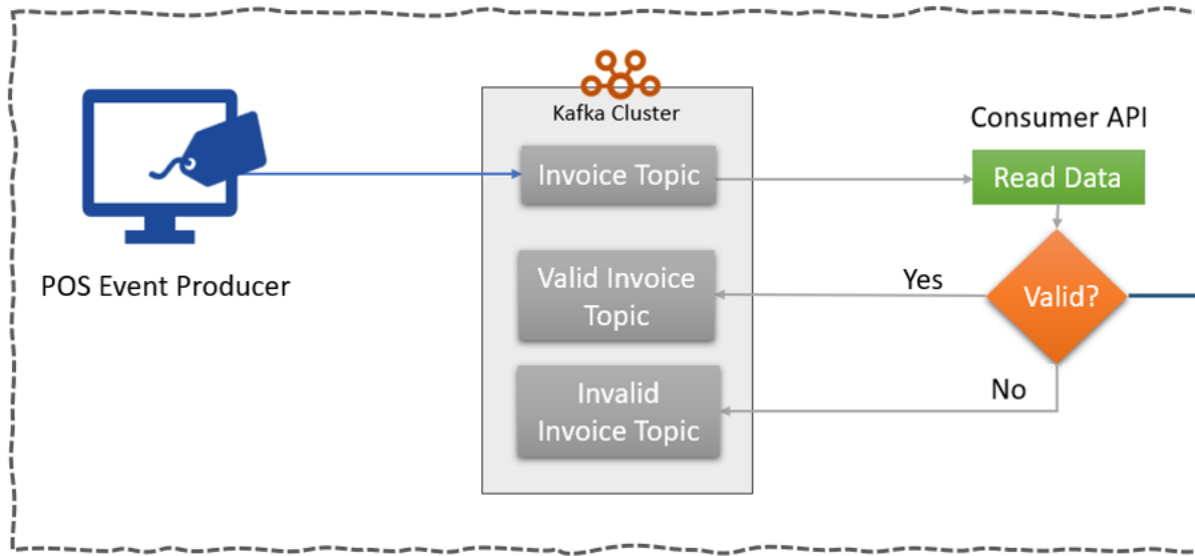 Kafka Cluster
Consumer API
Invoice Topic
Read Data
POS Event Producer
Valid Invoice
Topic
Yes
Valid?
Invalid
Invoice Topic
No